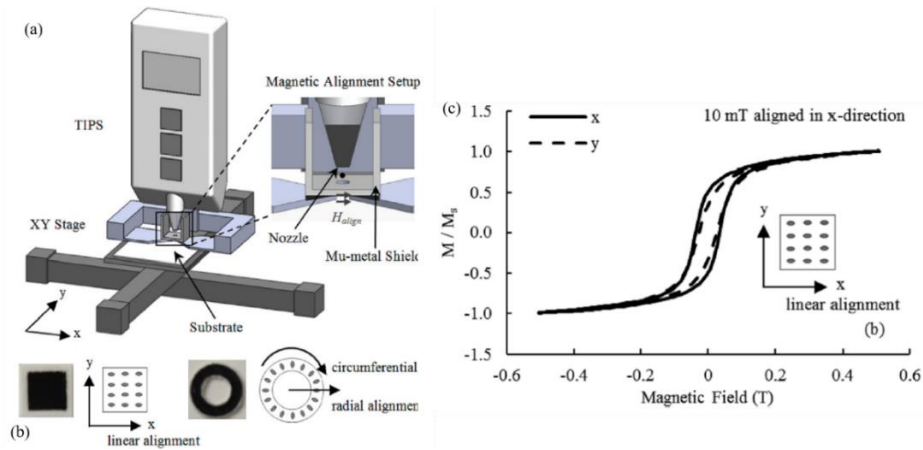 (a)
TIPS
Magnetic Alignment Setup
H_align
Nozzle
Mu-metal Shield
XY Stage
Substrate
y
x
y
x
linear alignment
circumferential
radial alignment
(b)
(c)
x
y
10 mT aligned in x-direction
1.5
1.0
0.5
0.0
-0.5
-1.0
-1.5
M / Ms
y
x
linear alignment
(b)
-0.6
-0.4
-0.2
0
0.2
0.4
0.6
Magnetic Field (T)